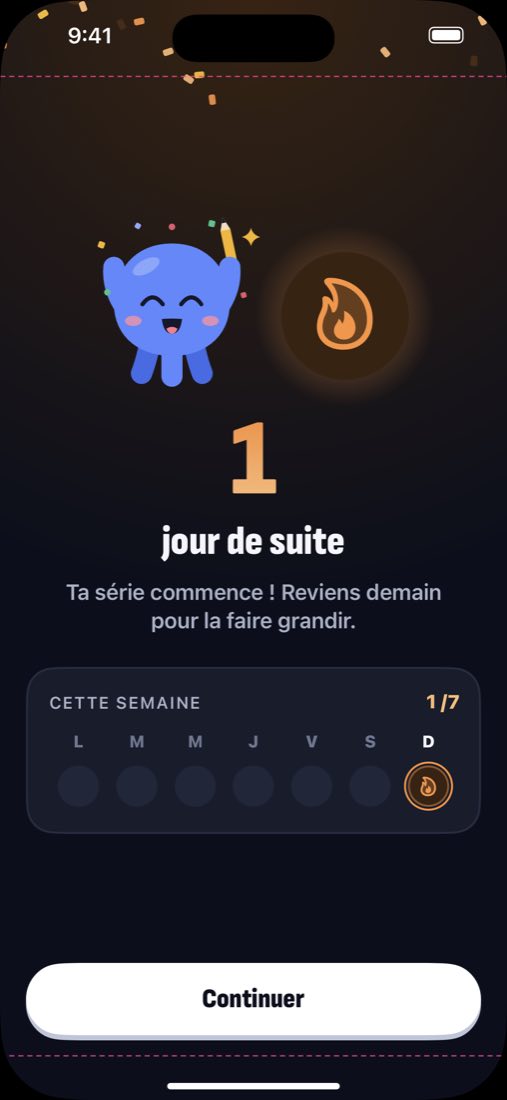 9:41
1
jour de suite
Ta série commence ! Reviens demain
pour la faire grandir.
CETTE SEMAINE 1/7
L M M J V S D
Continuer